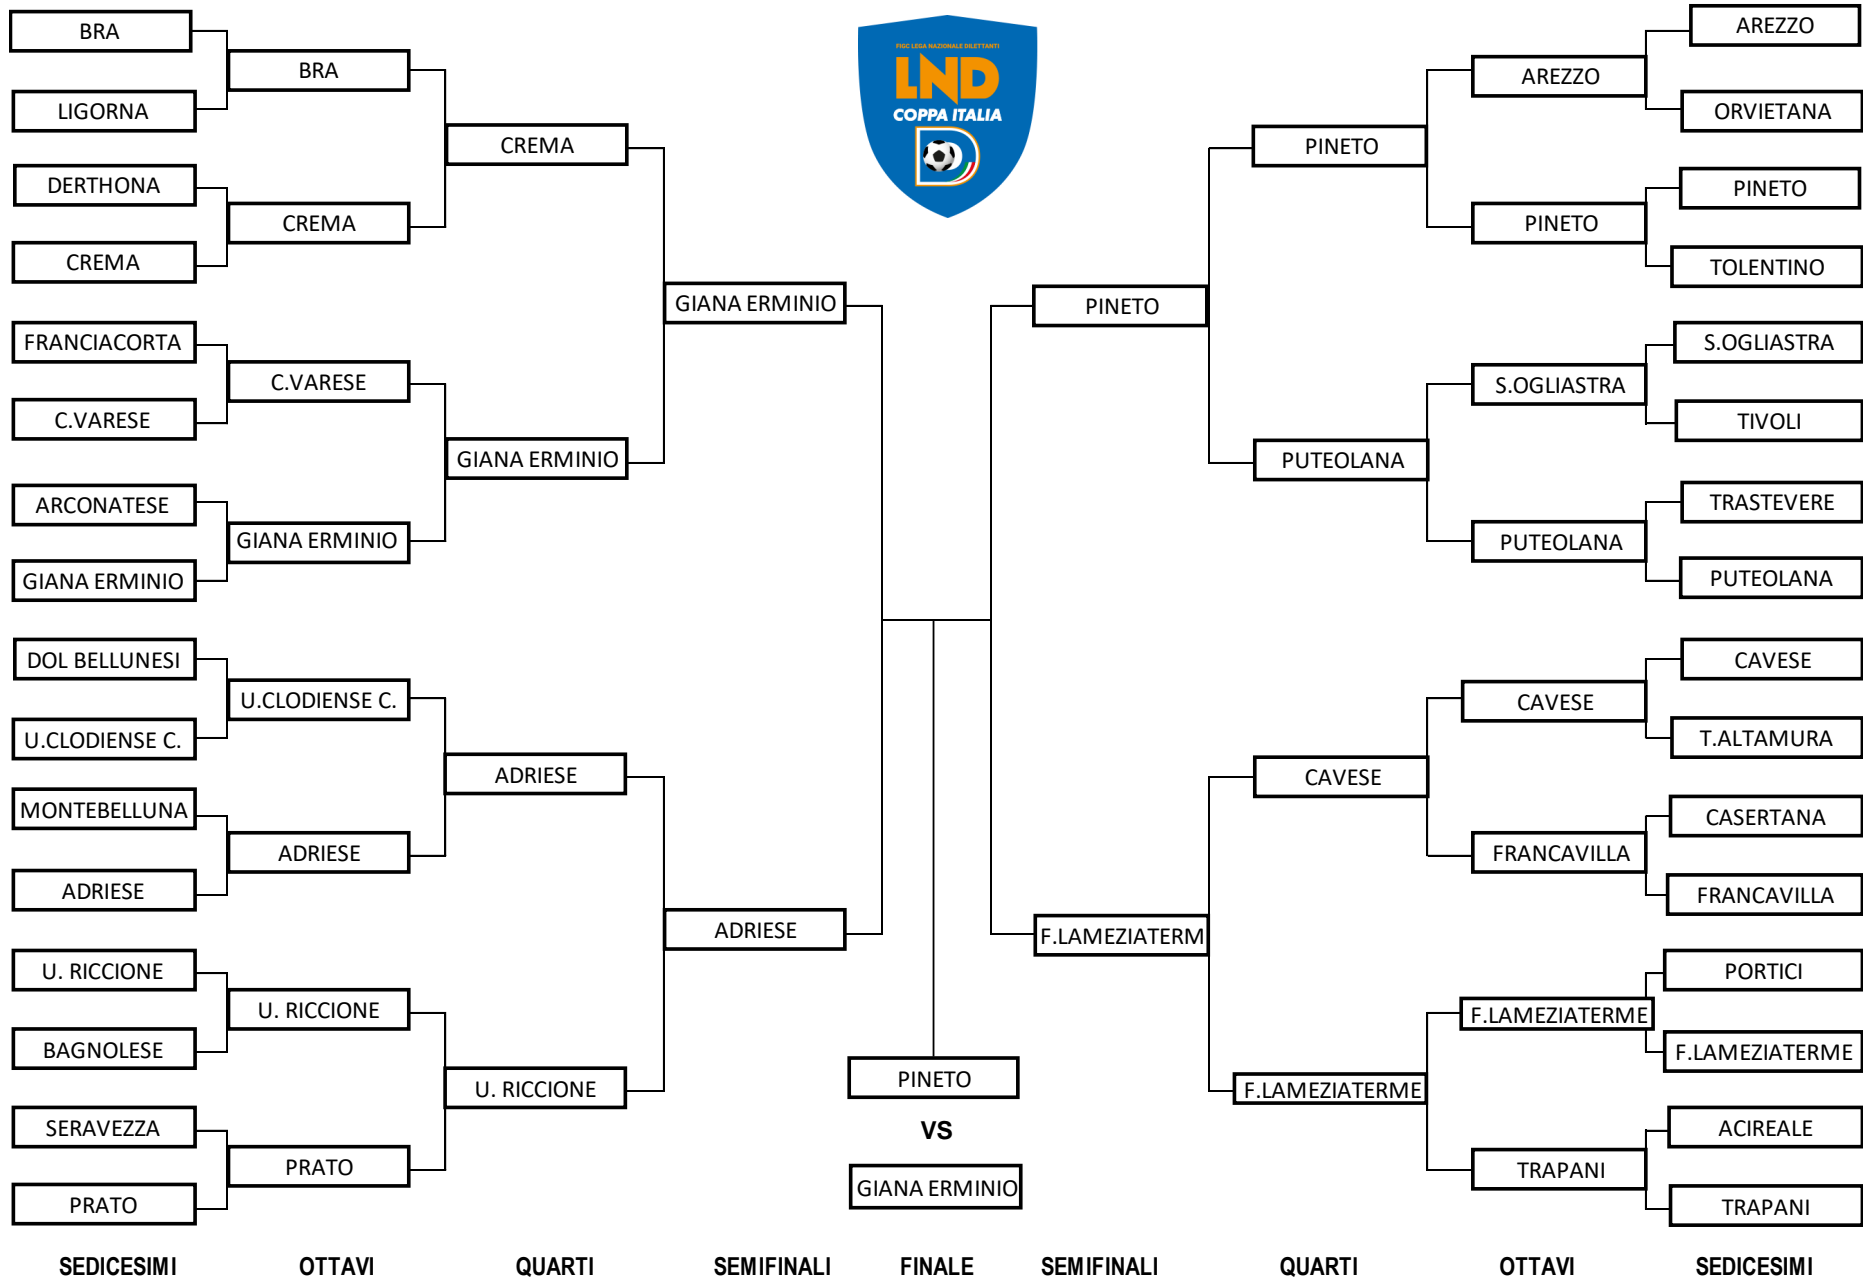 BRA
LIGORNA
DERTHONA
CREMA
FRANCIACORTA
C.VARESE
ARCONATESE
GIANA ERMINIO
DOL BELLUNESI
U.CLODIENSE C.
MONTEBELLUNA
ADRIESE
U. RICCIONE
BAGNOLESE
SERAVEZZA
PRATO
BRA
CREMA
C.VARESE
GIANA ERMINIO
U.CLODIENSE C.
ADRIESE
U. RICCIONE
PRATO
CREMA
GIANA ERMINIO
ADRIESE
U. RICCIONE
GIANA ERMINIO
ADRIESE
FIGC LEGA NAZIONALE DILETTANTI
LND
COPPA ITALIA
D
PINETO
VS
GIANA ERMINIO
PINETO
F.LAMEZIATERM
PINETO
PUTEOLANA
CAVESE
F.LAMEZIATERME
AREZZO
PINETO
S.OGLIASTRA
PUTEOLANA
CAVESE
FRANCAVILLA
F.LAMEZIATERME
TRAPANI
AREZZO
ORVIETANA
PINETO
TOLENTINO
S.OGLIASTRA
TIVOLI
TRASTEVERE
PUTEOLANA
CAVESE
T.ALTAMURA
CASERTANA
FRANCAVILLA
PORTICI
F.LAMEZIATERME
ACIREALE
TRAPANI
SEDICESIMI OTTAVI QUARTI SEMIFINALI FINALE SEMIFINALI QUARTI OTTAVI SEDICESIMI